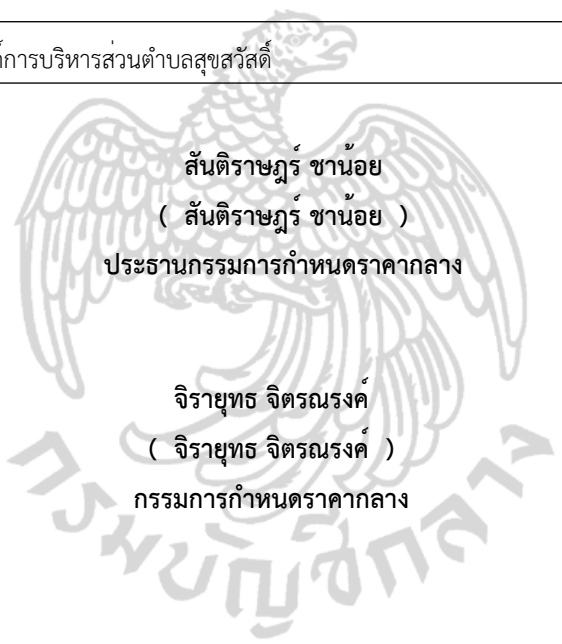 การบริหารส่วนตำบลสุขสวัสดิ์
สันติราษฎร์ ชาน้อย
( สันติราษฎร์ ชาน้อย )
ประธานกรรมการกำหนดราคากลาง
จิรายุทธ จิตรณรงค์
( จิรายุทธ จิตรณรงค์ )
กรรมการกำหนดราคากลาง
กรมบัญชีกลาง